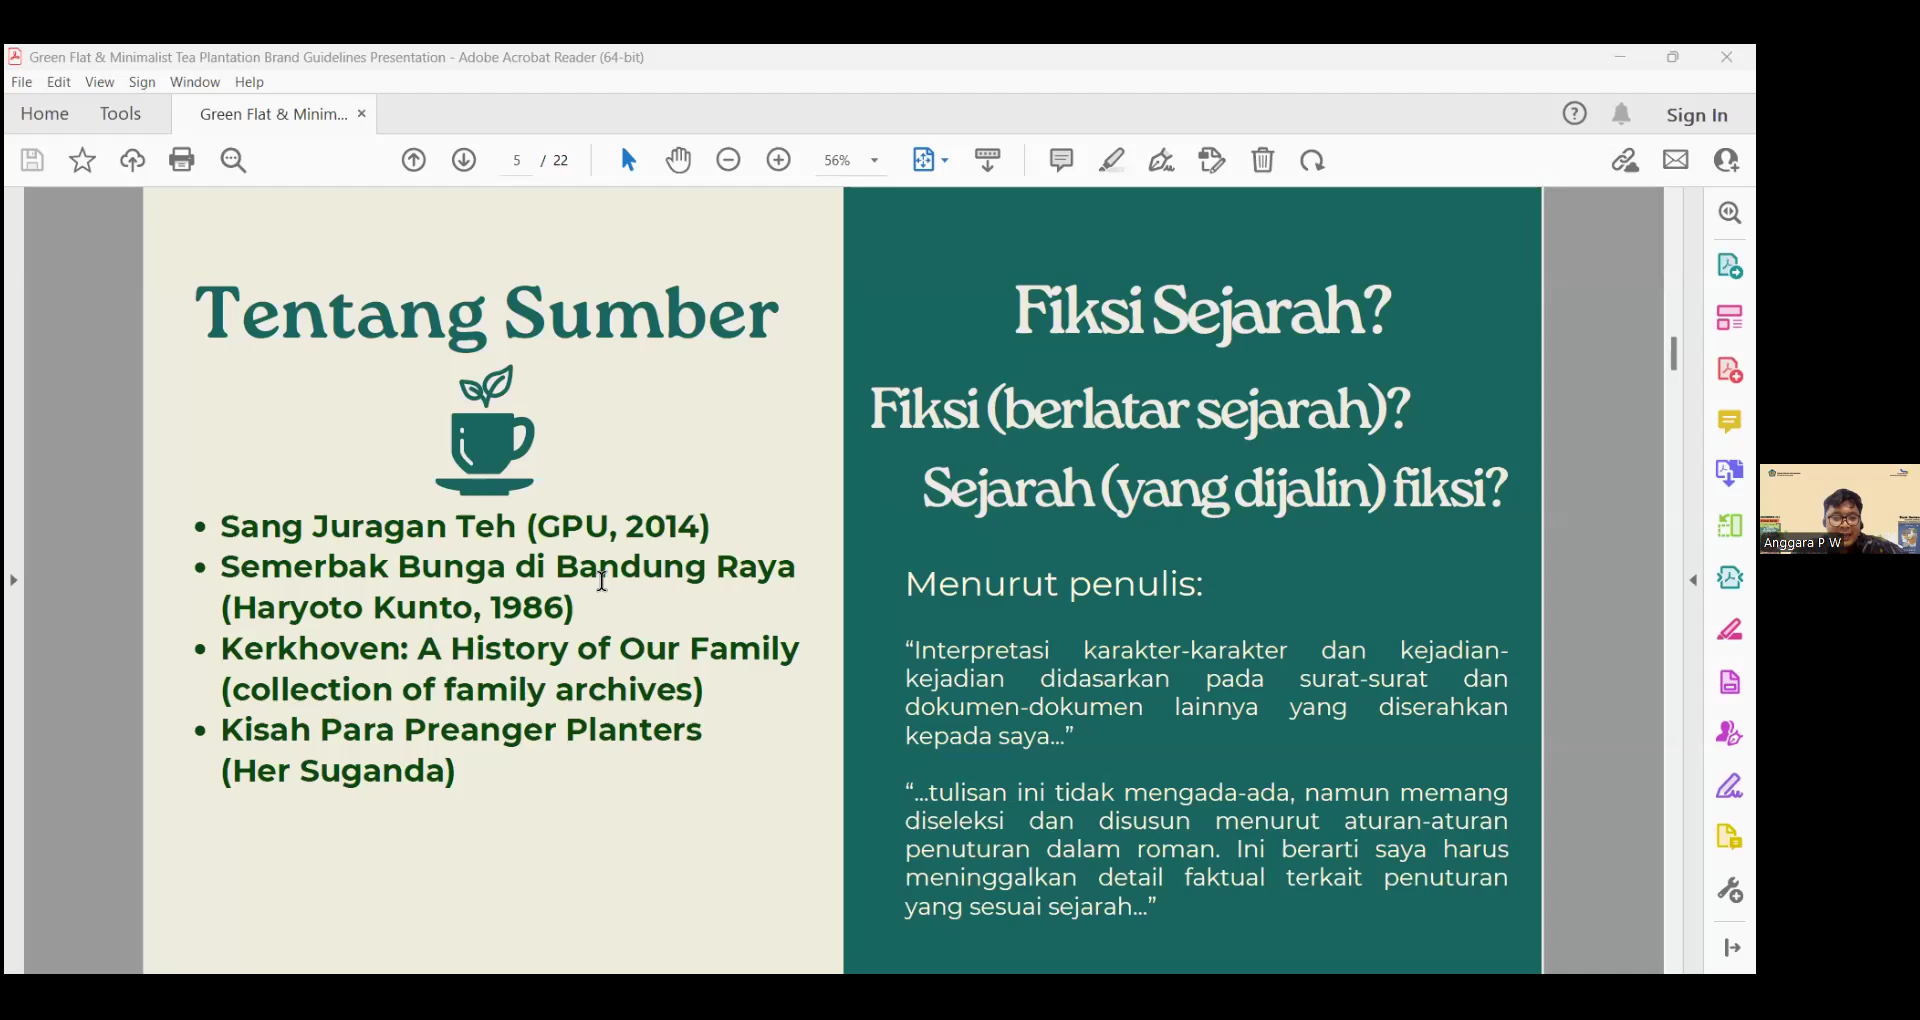 Green Flat & Minimalist Tea Plantation Brand Guidelines Presentation - Adobe Acrobat Reader (64-bit)
File Edit View Sign Window Help
Home Tools Green Flat & Minim... × Sign In
5 / 22 56%
Tentang Sumber
• Sang Juragan Teh (GPU, 2014)
• Semerbak Bunga di Bandung Raya
(Haryoto Kunto, 1986)
• Kerkhoven: A History of Our Family
(collection of family archives)
• Kisah Para Preanger Planters
(Her Suganda)
Fiksi Sejarah?
Fiksi (berlatar sejarah)?
Sejarah (yang dijalin) fiksi?
Menurut penulis:
“Interpretasi karakter-karakter dan kejadian-
kejadian didasarkan pada surat-surat dan
dokumen-dokumen lainnya yang diserahkan
kepada saya...”
“...tulisan ini tidak mengada-ada, namun memang
diseleksi dan disusun menurut aturan-aturan
penuturan dalam roman. Ini berarti saya harus
meninggalkan detail faktual terkait penuturan
yang sesuai sejarah...”
Anggara P W